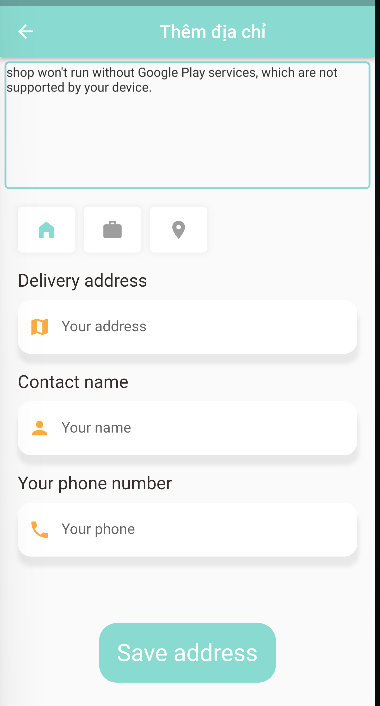 Thêm địa chỉ
shop won't run without Google Play services, which are not
supported by your device.
Delivery address
Your address
Contact name
Your name
Your phone number
Your phone
Save address